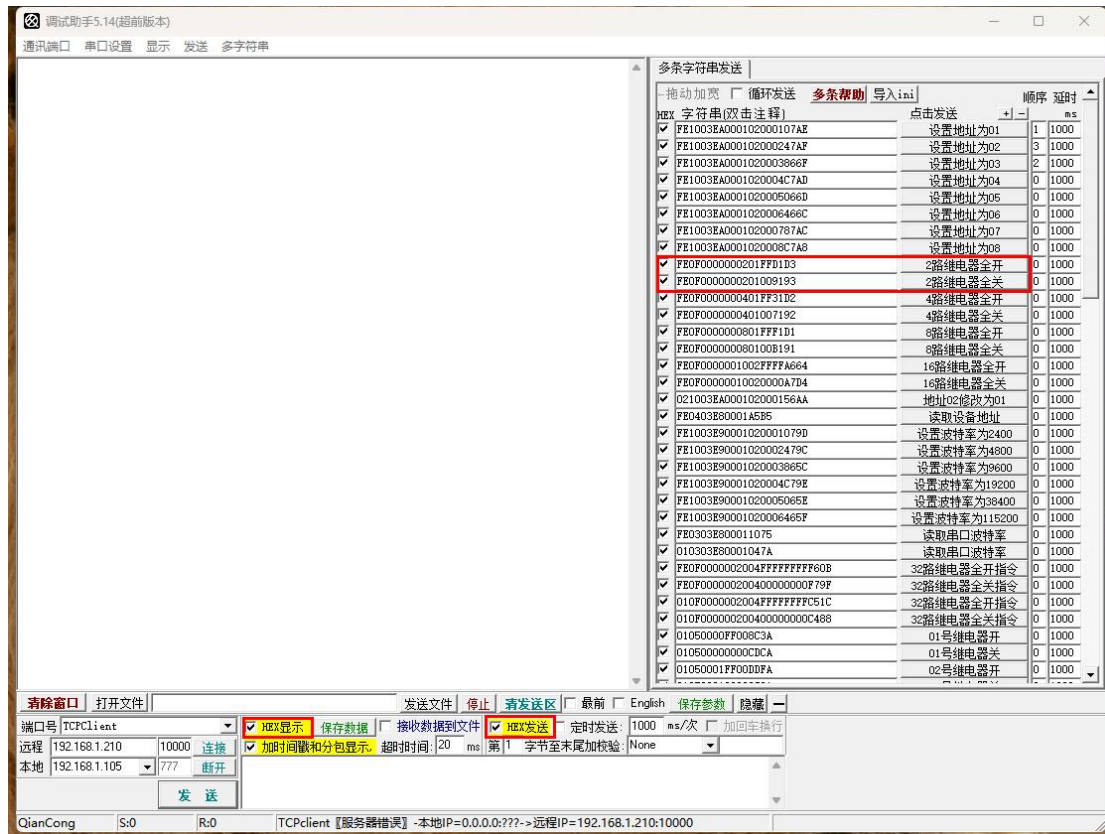 调试助手5.14(超前版本)
通讯端口 串口设置 显示 发送 多字符串
多条字符串发送
拖动加宽 循环发送 多条帮助 导入ini 顺序 延时
HEX 字符串(双击注释) 点击发送 + - ms
FE1003EA000102000107AE 设置地址为01 1 1000
FE1003EA000102000247AF 设置地址为02 3 1000
FE1003EA0001020003866F 设置地址为03 2 1000
FE1003EA0001020004C7AD 设置地址为04 0 1000
FE1003EA0001020005066D 设置地址为05 0 1000
FE1003EA0001020006466C 设置地址为06 0 1000
FE1003EA000102000787AC 设置地址为07 0 1000
FE1003EA0001020008C7A8 设置地址为08 0 1000
FE0F0000000201FFD1D3 2路继电器全开 0 1000
FE0F0000000201009193 2路继电器全关 0 1000
FE0F0000000401FF31D2 4路继电器全开 0 1000
FE0F0000000401007192 4路继电器全关 0 1000
FE0F0000000801FFF1D1 8路继电器全开 0 1000
FE0F000000080100B191 8路继电器全关 0 1000
FE0F0000001002FFFFA664 16路继电器全开 0 1000
FE0F00000010020000A7D4 16路继电器全关 0 1000
021003EA000102000156AA 地址02修改为01 0 1000
FE0403E80001A5B5 读取设备地址 0 1000
FE1003E90001020001079D 设置波特率为2400 0 1000
FE1003E90001020002479C 设置波特率为4800 0 1000
FE1003E90001020003865C 设置波特率为9600 0 1000
FE1003E90001020004C79E 设置波特率为19200 0 1000
FE1003E90001020005065E 设置波特率为38400 0 1000
FE1003E90001020006465F 设置波特率为115200 0 1000
FE0303E800011075 读取串口波特率 0 1000
010303E80001047A 读取串口波特率 0 1000
FE0F0000002004FFFFFFFFF60B 32路继电器全开指令 0 1000
FE0F000000200400000000F79F 32路继电器全关指令 0 1000
010F0000002004FFFFFFFFC51C 32路继电器全开指令 0 1000
010F000000200400000000C488 32路继电器全关指令 0 1000
01050000FF008C3A 01号继电器开 0 1000
010500000000CDCA 01号继电器关 0 1000
01050001FF00DDFA 02号继电器开 0 1000
清除窗口 打开文件 发送文件 停止 清发送区 最前 English 保存参数 隐藏 —
端口号 TCPClient HEX显示 保存数据 接收数据到文件 HEX发送 定时发送: 1000 ms/次 加回车换行
远程 192.168.1.210 10000 连接 加时间戳和分包显示, 超时时间: 20 ms 第 1 字节至末尾加校验: None
本地 192.168.1.105 777 断开
发 送
QianCong S:0 R:0 TCPclient 〖服务器错误〗 -本地IP=0.0.0.0:???->远程IP=192.168.1.210:10000